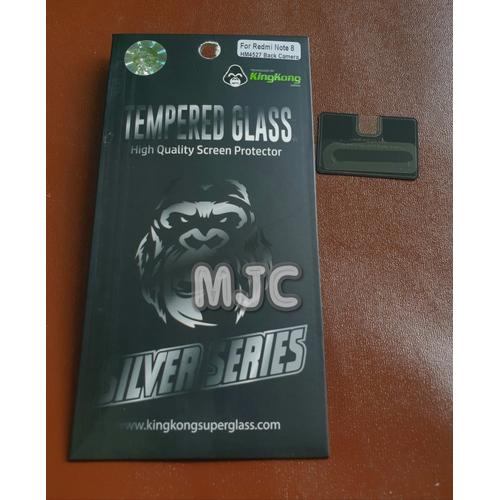 For Redmi Note 8
HM4527 Back Camera
KingKong
TEMPERED GLASS
High Quality Screen Protector
MJC
SILVER SERIES
www.kingkongsuperglass.com